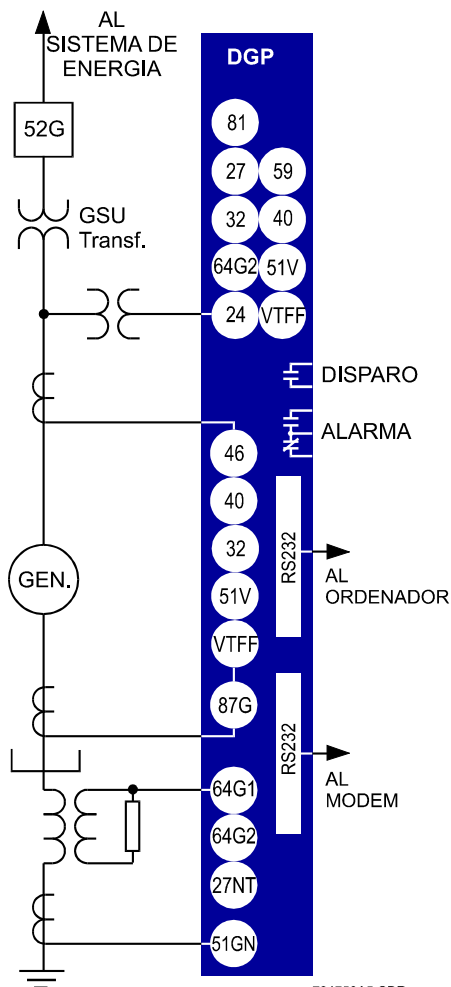 AL
SISTEMA DE
ENERGIA
DGP
52G
81
27 59
GSU
Transf.
32 40
64G2 51V
24 VTFF
DISPARO
ALARMA
46
40
RS232
32
GEN.
AL
ORDENADOR
51V
VTFF
87G
RS232
64G1
AL
MODEM
64G2
27NT
51GN